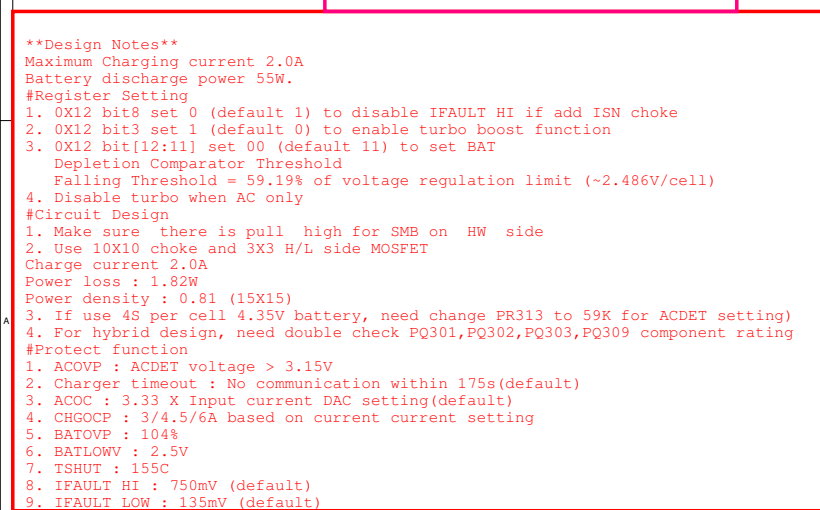 **Design Notes**
Maximum Charging current 2.0A
Battery discharge power 55W.
#Register Setting
1. 0X12 bit8 set 0 (default 1) to disable IFAULT HI if add ISN choke
2. 0X12 bit3 set 1 (default 0) to enable turbo boost function
3. 0X12 bit[12:11] set 00 (default 11) to set BAT
Depletion Comparator Threshold
Falling Threshold = 59.19% of voltage regulation limit (~2.486V/cell)
4. Disable turbo when AC only
#Circuit Design
1. Make sure there is pull high for SMB on HW side
2. Use 10X10 choke and 3X3 H/L side MOSFET
Charge current 2.0A
Power loss : 1.82W
Power density : 0.81 (15X15)
3. If use 4S per cell 4.35V battery, need change PR313 to 59K for ACDET setting)
A
4. For hybrid design, need double check PQ301,PQ302,PQ303,PQ309 component rating
#Protect function
1. ACOVP : ACDET voltage > 3.15V
2. Charger timeout : No communication within 175s(default)
3. ACOC : 3.33 X Input current DAC setting(default)
4. CHGOCP : 3/4.5/6A based on current current setting
5. BATOVP : 104%
6. BATLOWV : 2.5V
7. TSHUT : 155C
8. IFAULT HI : 750mV (default)
9. IFAULT LOW : 135mV (default)